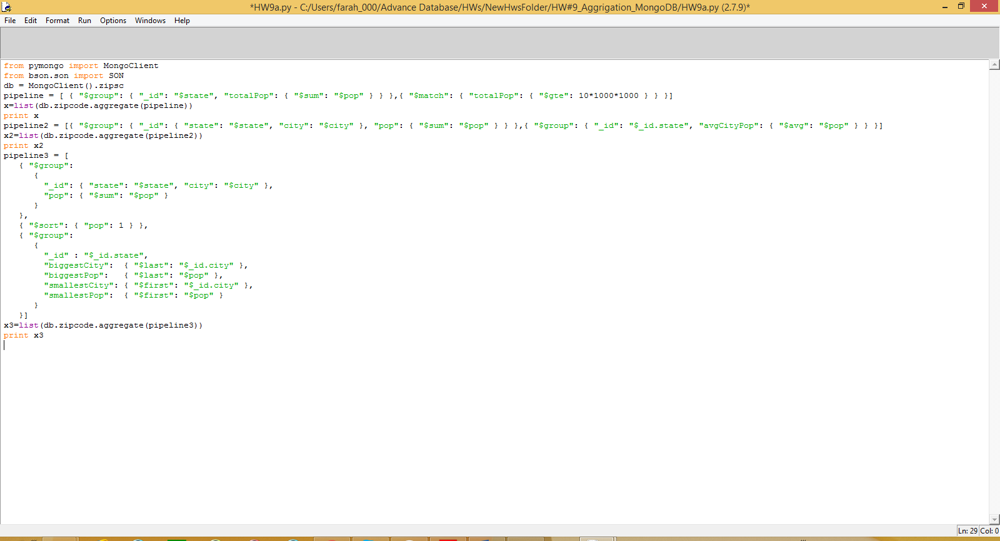 *HW9a.py - C:/Users/farah_000/Advance Database/HWs/NewHwsFolder/HW#9_Aggrigation_MongoDB/HW9a.py (2.7.9)*
File Edit Format Run Options Windows Help
from pymongo import MongoClient
from bson.son import SON
db = MongoClient().zipsc
pipeline = [ { "$group": { "_id": "$state", "totalPop": { "$sum": "$pop" } } },{ "$match": { "totalPop": { "$gte": 10*1000*1000 } } }]
x=list(db.zipcode.aggregate(pipeline))
print x
pipeline2 = [{ "$group": { "_id": { "state": "$state", "city": "$city" }, "pop": { "$sum": "$pop" } } },{ "$group": { "_id": "$_id.state", "avgCityPop": { "$avg": "$pop" } } }]
x2=list(db.zipcode.aggregate(pipeline2))
print x2
pipeline3 = [
   { "$group":
      {
        "_id": { "state": "$state", "city": "$city" },
        "pop": { "$sum": "$pop" }
      }
   },
   { "$sort": { "pop": 1 } },
   { "$group":
      {
        "_id" : "$_id.state",
        "biggestCity":  { "$last": "$_id.city" },
        "biggestPop":   { "$last": "$pop" },
        "smallestCity": { "$first": "$_id.city" },
        "smallestPop":  { "$first": "$pop" }
      }
   }]
x3=list(db.zipcode.aggregate(pipeline3))
print x3
Ln: 29 Col: 0